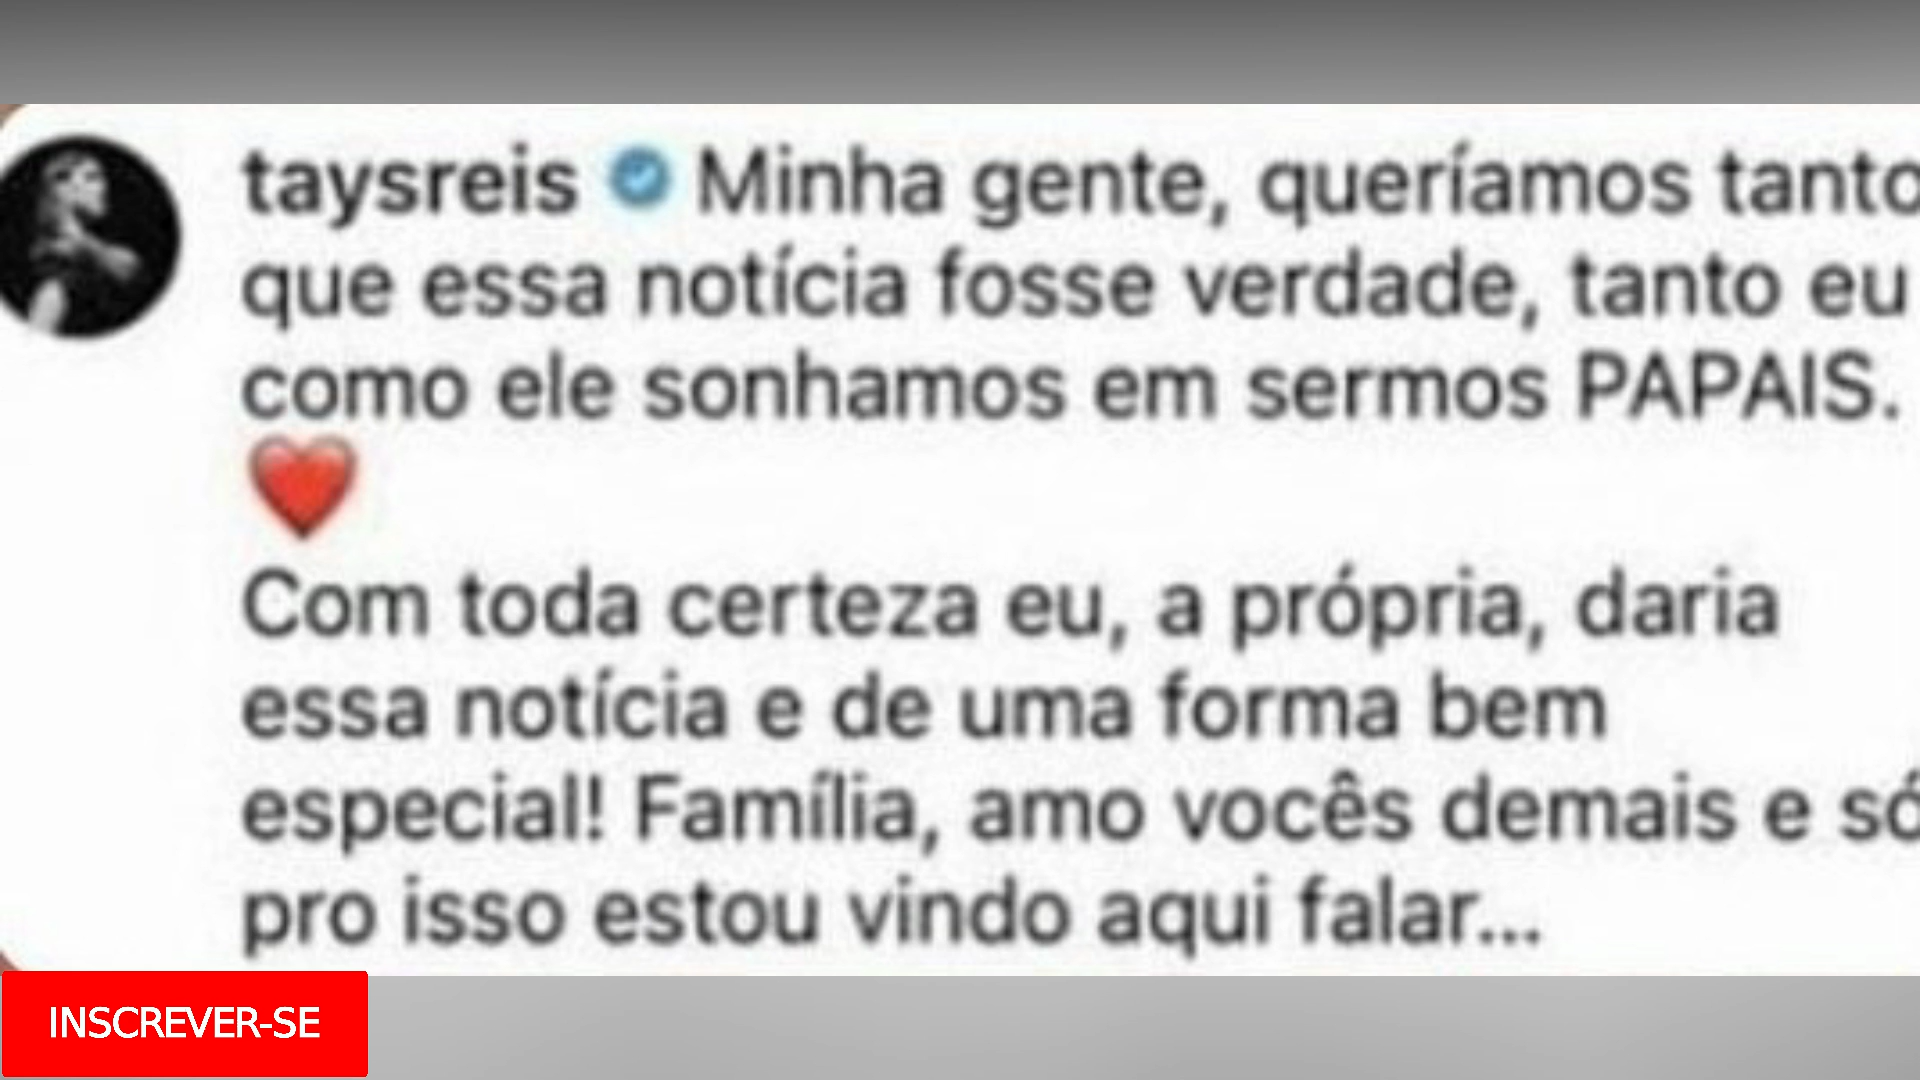 taysreis Minha gente, queríamos tanto
que essa notícia fosse verdade, tanto eu
como ele sonhamos em sermos PAPAIS.
❤️
Com toda certeza eu, a própria, daria
essa notícia e de uma forma bem
especial! Família, amo vocês demais e só
pro isso estou vindo aqui falar...
INSCREVER-SE